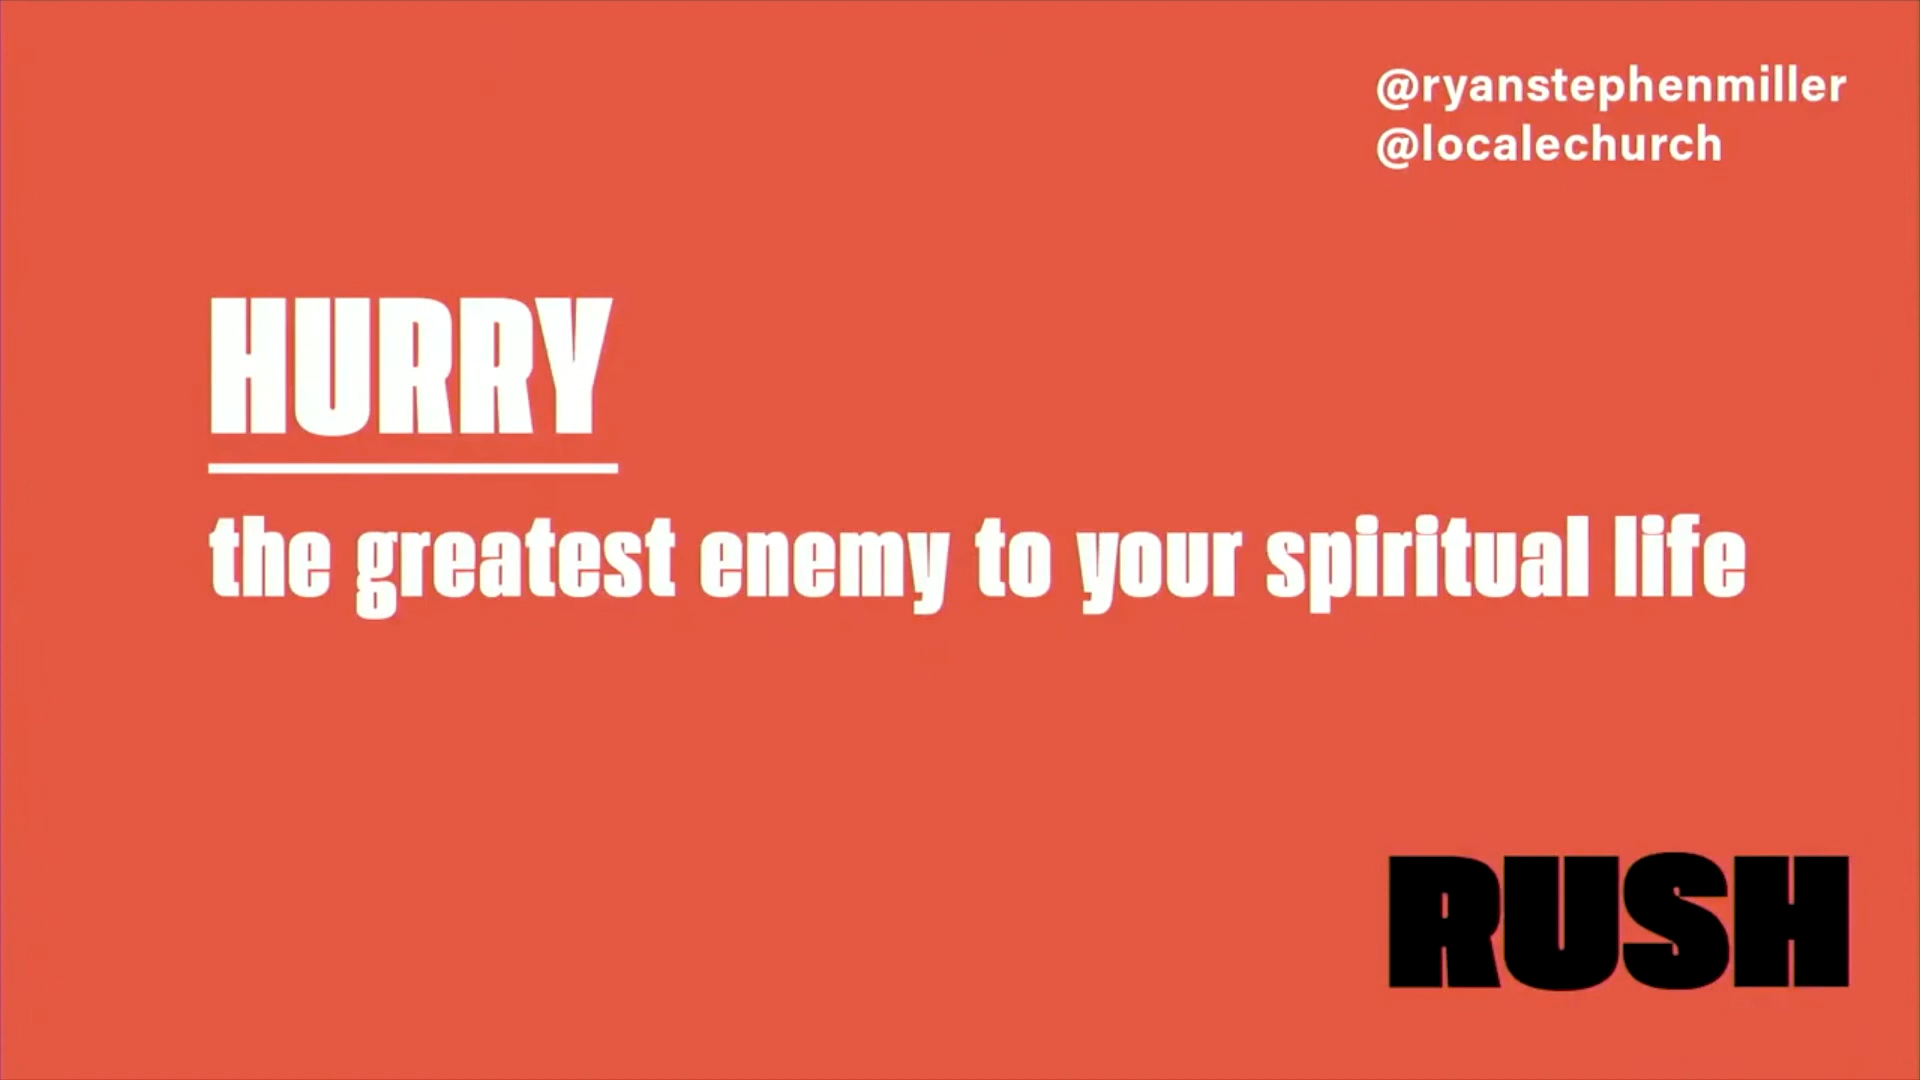 @ryanstephenmiller
@localechurch
HURRY
the greatest enemy to your spiritual life
RUSH